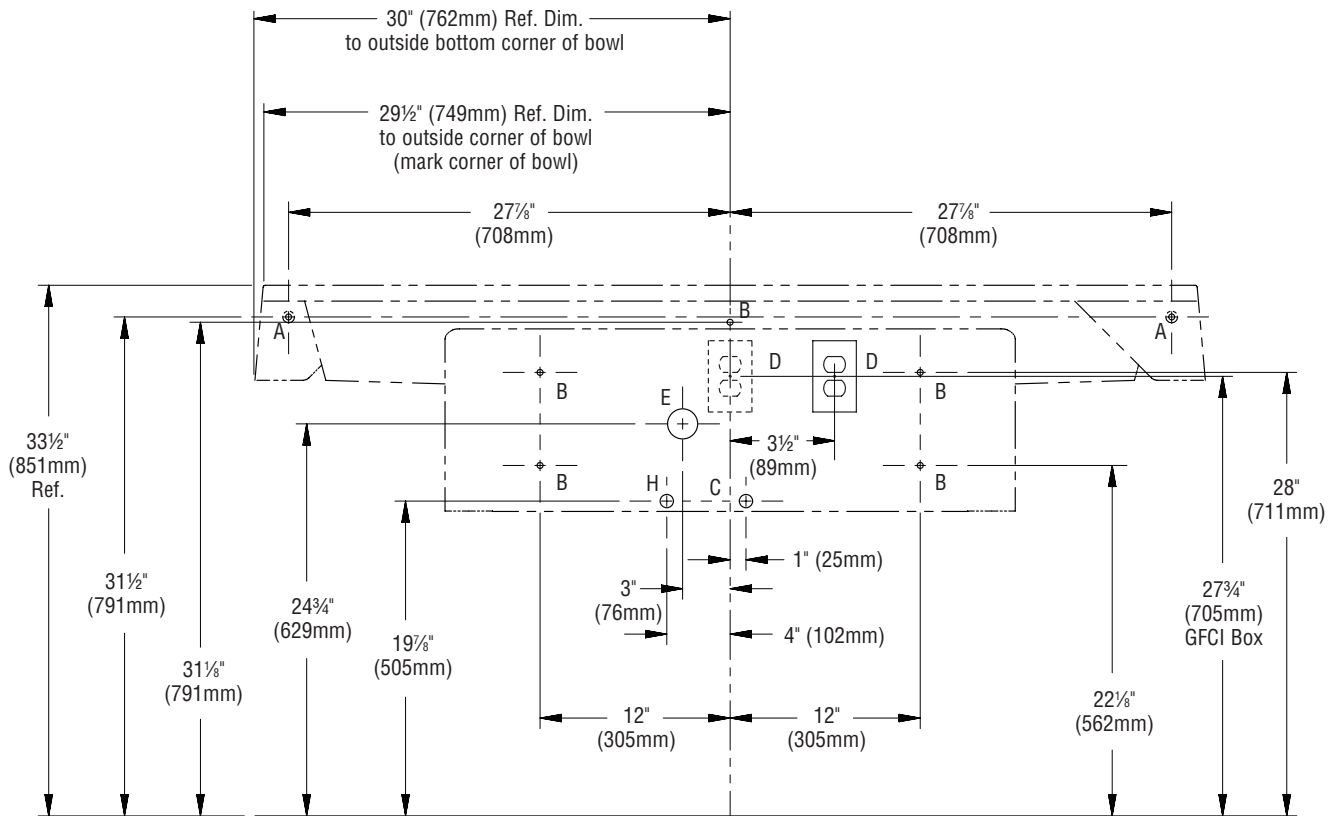 30" (762mm) Ref. Dim.
to outside bottom corner of bowl
29½" (749mm) Ref. Dim.
to outside corner of bowl
(mark corner of bowl)
27⅞"
(708mm)
27⅞"
(708mm)
B
A
A
D
D
B
B
E
33½"
(851mm)
Ref.
3½"
(89mm)
B
H
C
B
28"
(711mm)
1" (25mm)
31½"
(791mm)
3"
(76mm)
27¾"
(705mm)
GFCI Box
24¾"
(629mm)
19⅞"
(505mm)
4" (102mm)
31⅛"
(791mm)
22⅛"
(562mm)
12"
(305mm)
12"
(305mm)